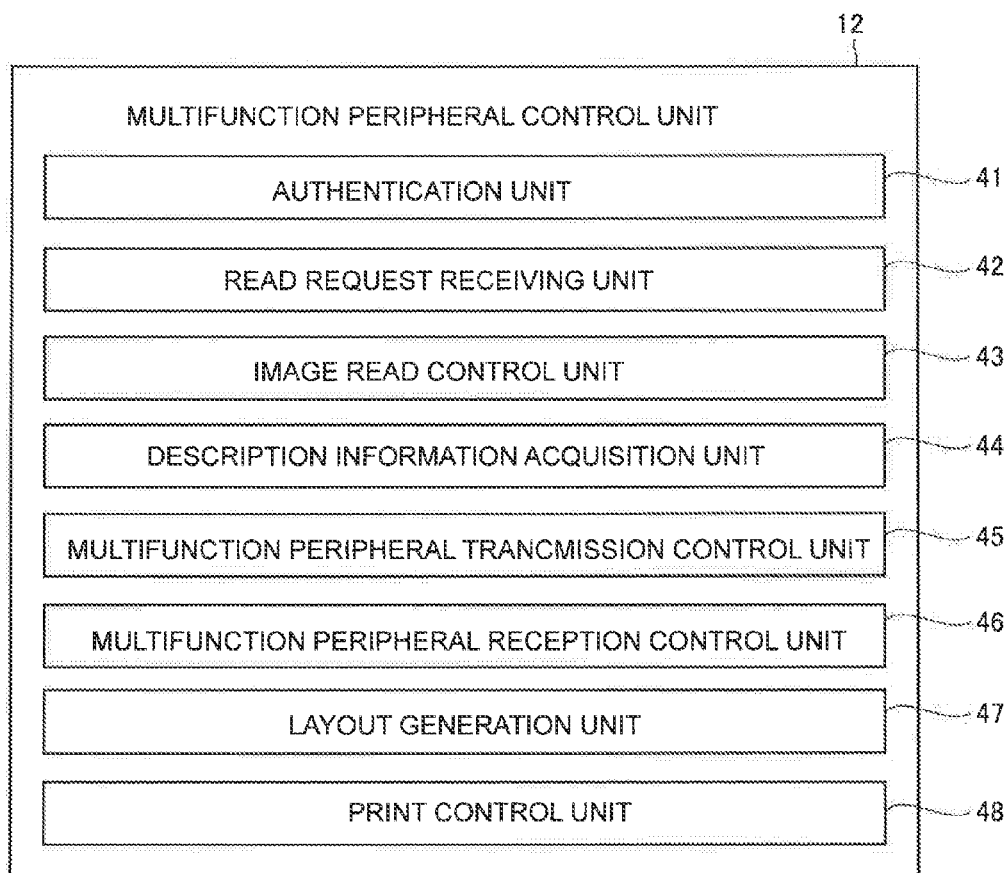 12
MULTIFUNCTION PERIPHERAL CONTROL UNIT
AUTHENTICATION UNIT 41
READ REQUEST RECEIVING UNIT 42
IMAGE READ CONTROL UNIT 43
DESCRIPTION INFORMATION ACQUISITION UNIT 44
MULTIFUNCTION PERIPHERAL TRANCMISSION CONTROL UNIT 45
MULTIFUNCTION PERIPHERAL RECEPTION CONTROL UNIT 46
LAYOUT GENERATION UNIT 47
PRINT CONTROL UNIT 48